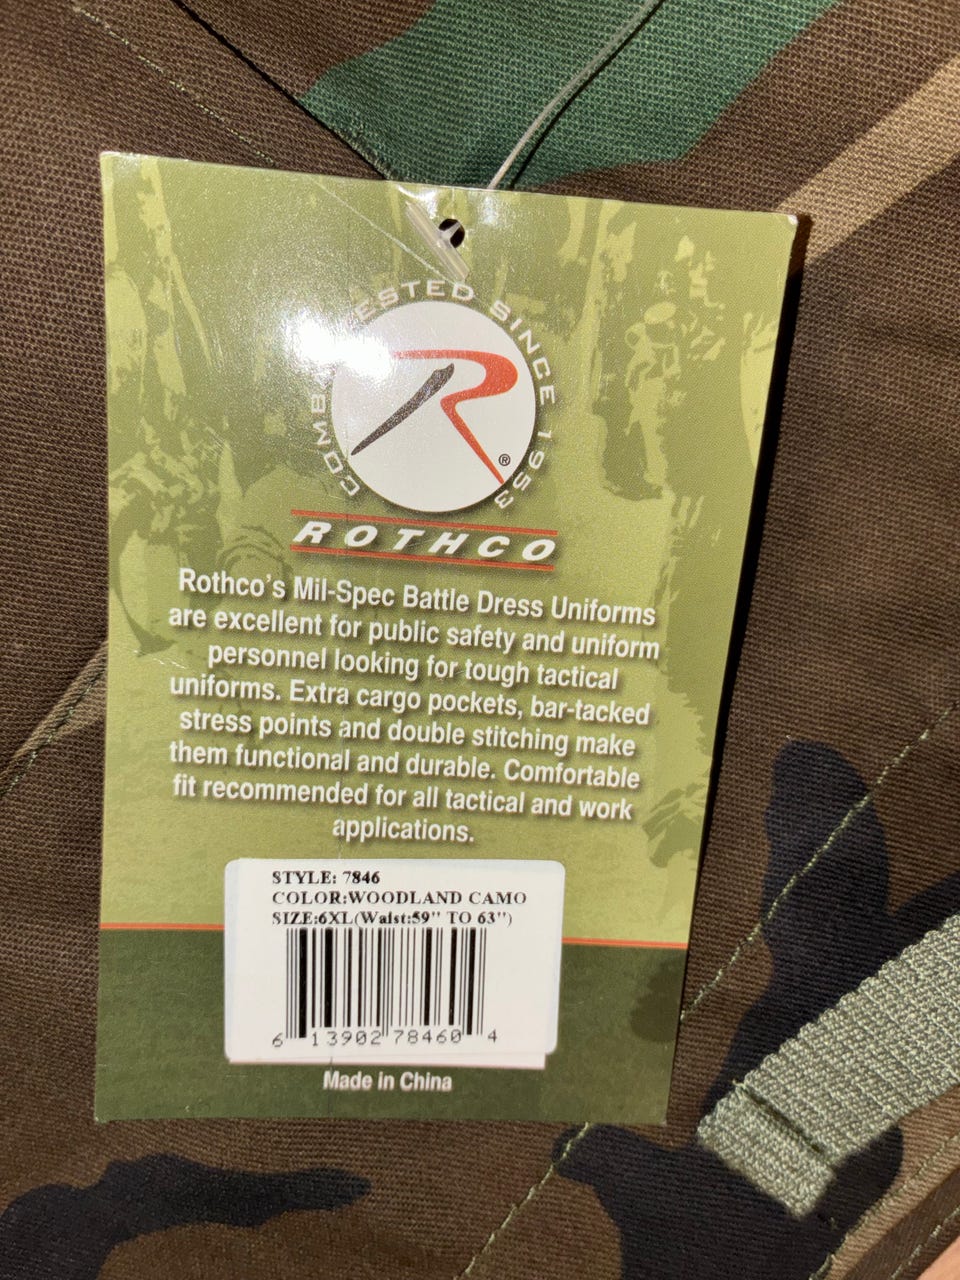 ESTED SINCE 1953
COMB
R
®
ROTHCO
Rothco's Mil-Spec Battle Dress Uniforms
are excellent for public safety and uniform
personnel looking for tough tactical
uniforms. Extra cargo pockets, bar-tacked
stress points and double stitching make
them functional and durable. Comfortable
fit recommended for all tactical and work
applications.
STYLE: 7846
COLOR:WOODLAND CAMO
SIZE:6XL(Waist:59" TO 63")
6 13902 78460 4
Made in China